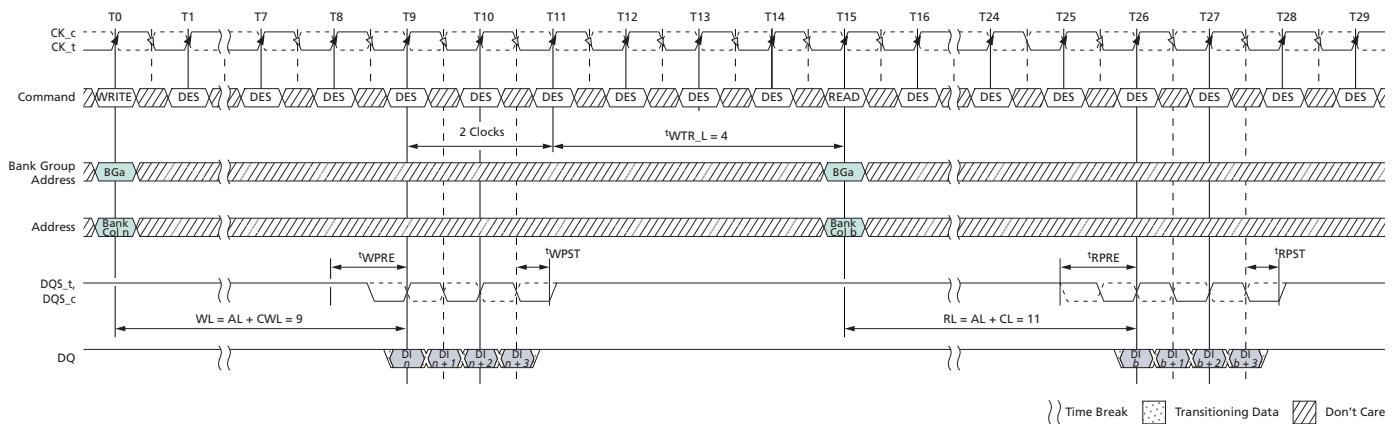 T0 T1 T7 T8 T9 T10 T11 T12 T13 T14 T15 T16 T24 T25 T26 T27 T28 T29
CK_c
CK_t
Command WRITE DES DES DES DES DES DES DES DES DES READ DES DES DES DES DES DES DES
2 Clocks tWTR_L = 4
Bank Group
Address BGa BGa
Address Bank Col n Bank Col b
tWPRE tWPST tRPRE tRPST
DQS_t,
DQS_c
WL = AL + CWL = 9 RL = AL + CL = 11
DQ DI n DI n + 1 DI n + 2 DI n + 3 DI b DI b + 1 DI b + 2 DI b + 3
Time Break Transitioning Data Don't Care